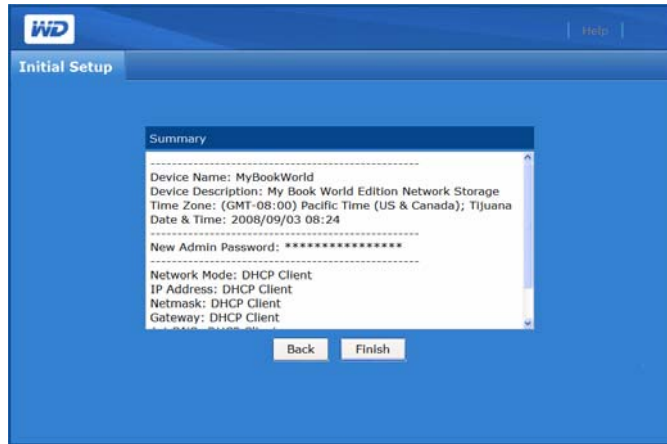 WD
Help
Initial Setup
Summary
Device Name: MyBookWorld
Device Description: My Book World Edition Network Storage
Time Zone: (GMT-08:00) Pacific Time (US & Canada); Tijuana
Date & Time: 2008/09/03 08:24
New Admin Password: ****************
Network Mode: DHCP Client
IP Address: DHCP Client
Netmask: DHCP Client
Gateway: DHCP Client
Back Finish